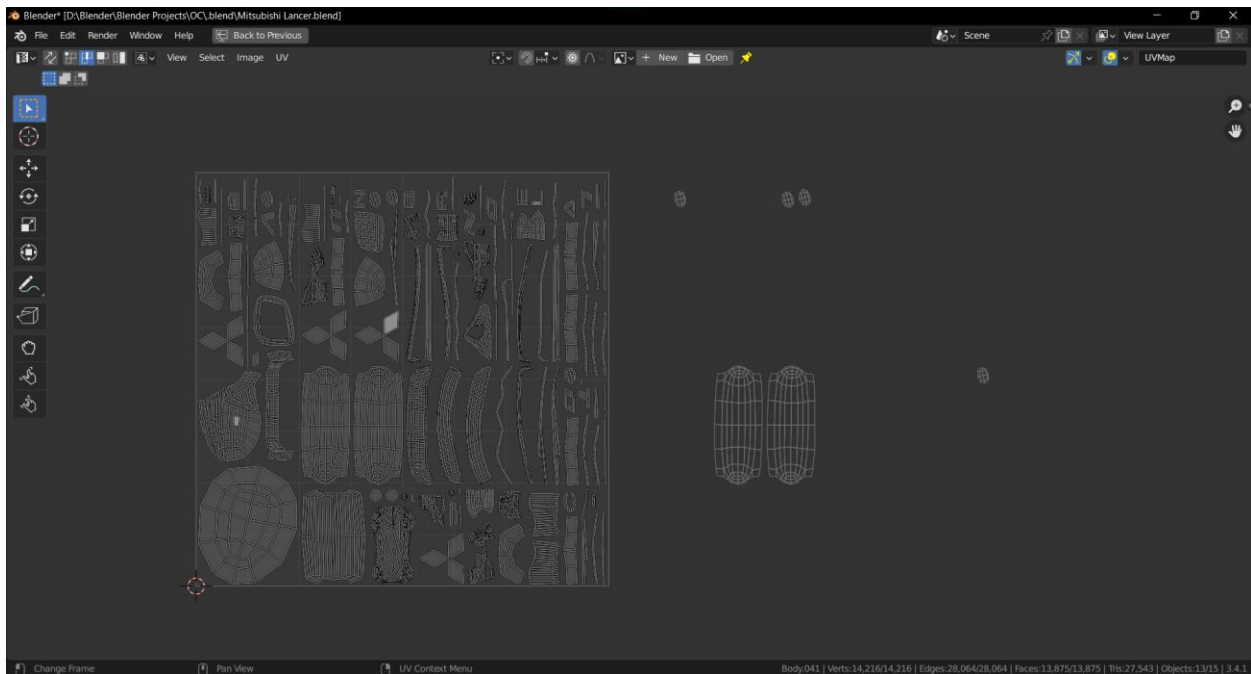 Blender* [D:\Blender\Blender Projects\OC\.blend\Mitsubishi Lancer.blend]
File Edit Render Window Help Back to Previous Scene View Layer
View Select Image UV + New Open UVMap
Change Frame Pan View UV Context Menu Body.041 | Verts:14,216/14,216 | Edges:28,064/28,064 | Faces:13,875/13,875 | Tris:27,543 | Objects:13/15 | 3.4.1